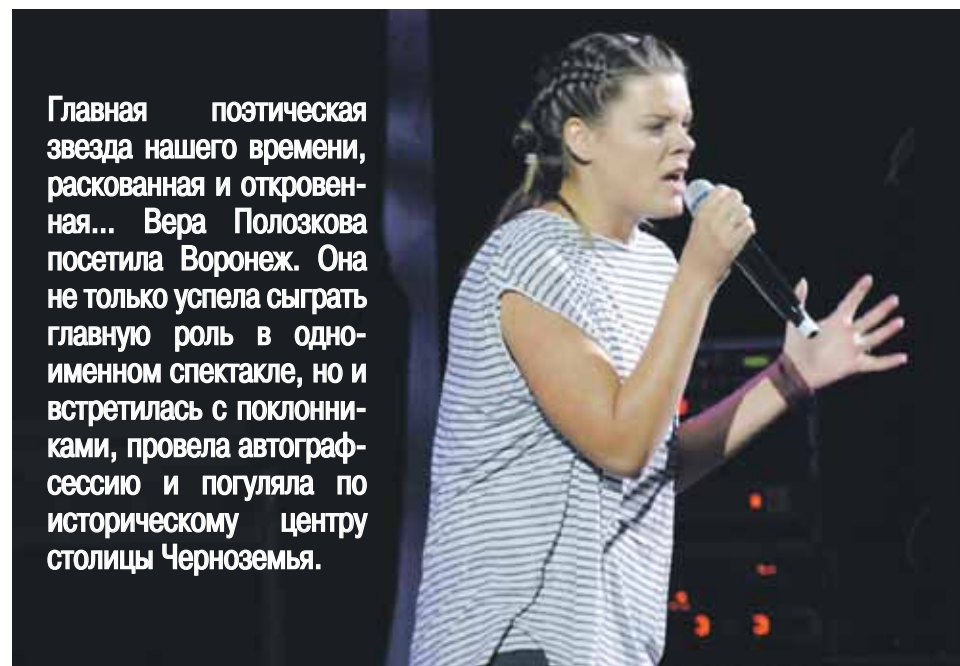 Главная поэтическая
звезда нашего времени,
раскованная и откровен-
ная... Вера Полозкова
посетила Воронеж. Она
не только успела сыграть
главную роль в одно-
именном спектакле, но и
встретилась с поклонни-
ками, провела автограф-
сессию и погуляла по
историческому центру
столицы Черноземья.